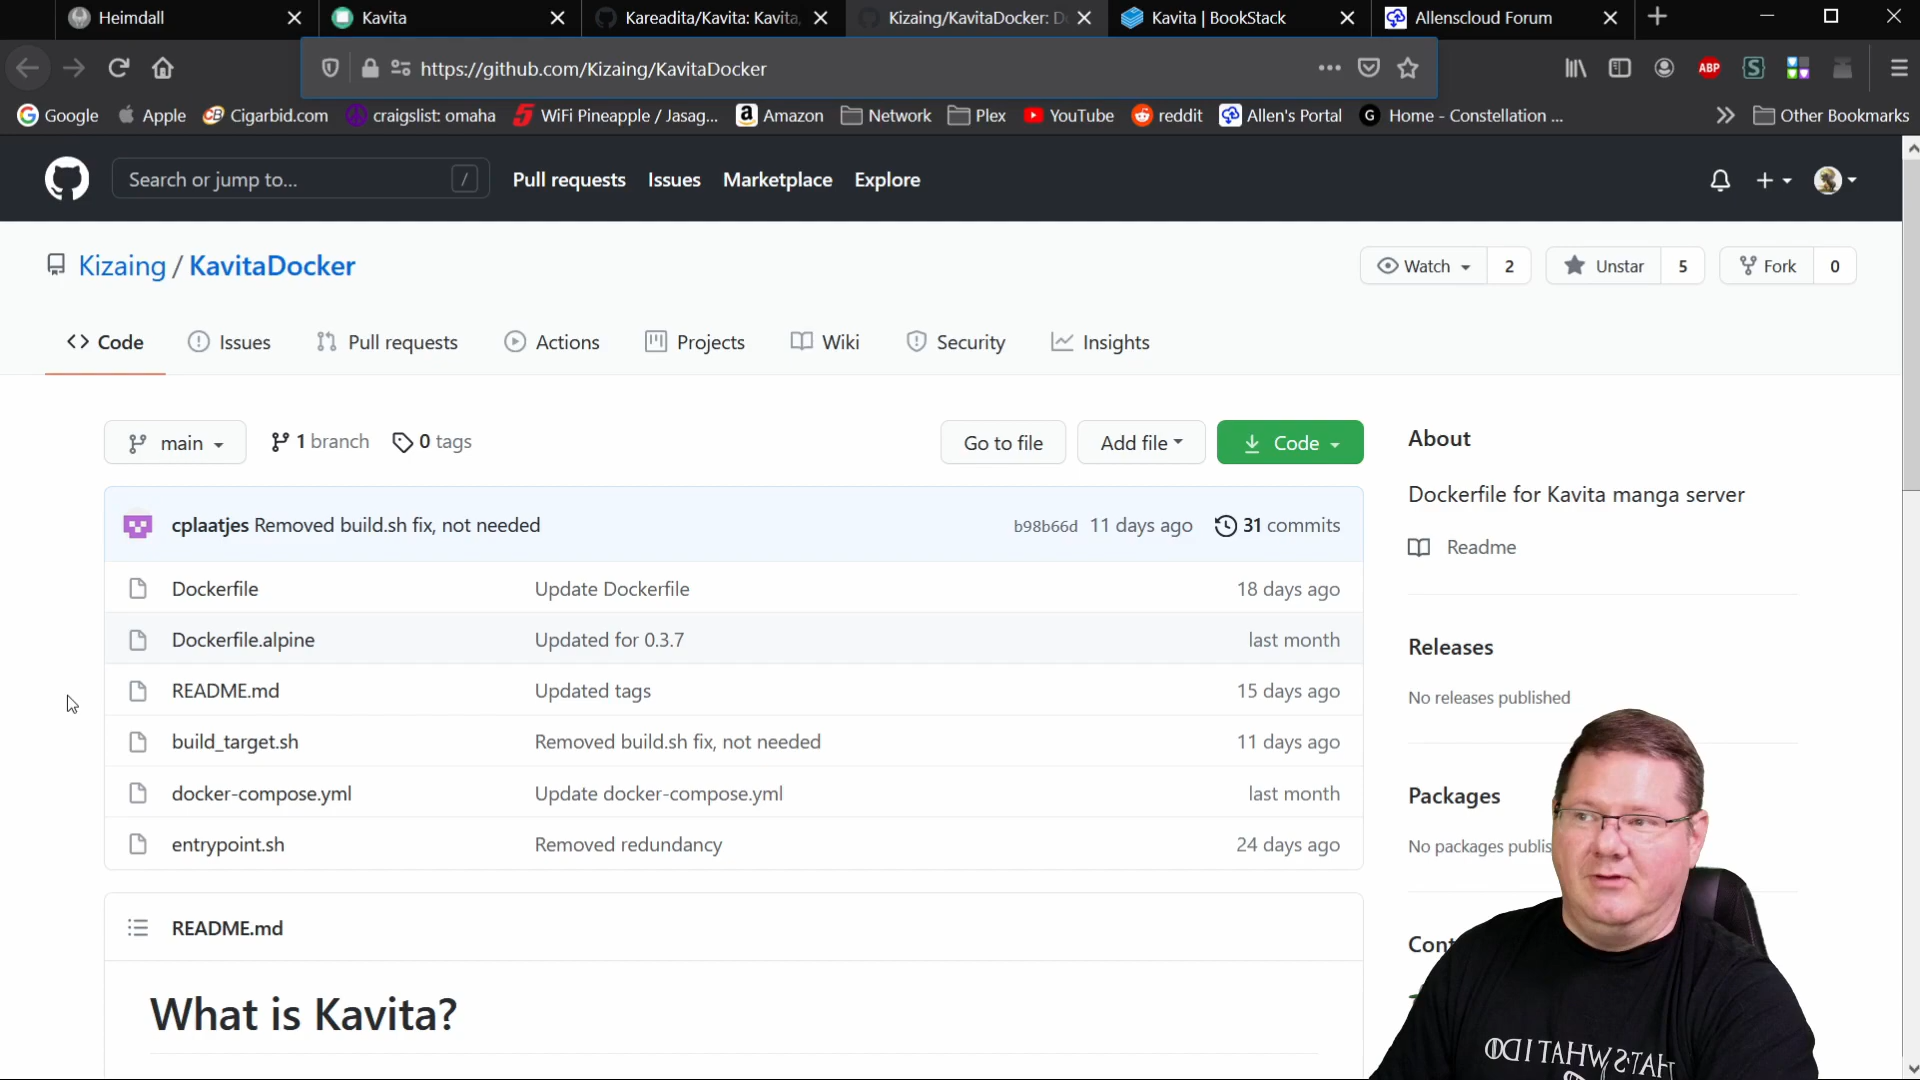 Heimdall
Kavita
Kareadita/Kavita: Kavita,
Kizaing/KavitaDocker: D
Kavita | BookStack
Allenscloud Forum
https://github.com/Kizaing/KavitaDocker
ABP
Google
Apple
Cigarbid.com
craigslist: omaha
WiFi Pineapple / Jasag...
Amazon
Network
Plex
YouTube
reddit
Allen's Portal
Home - Constellation ...
Other Bookmarks
Search or jump to...
/
Pull requests
Issues
Marketplace
Explore
Kizaing / KavitaDocker
Watch 2
Unstar 5
Fork 0
Code
Issues
Pull requests
Actions
Projects
Wiki
Security
Insights
main
1 branch
0 tags
Go to file
Add file
Code
About
Dockerfile for Kavita manga server
Readme
cplaatjes Removed build.sh fix, not needed b98b66d 11 days ago 31 commits
Dockerfile Update Dockerfile 18 days ago
Dockerfile.alpine Updated for 0.3.7 last month
README.md Updated tags 15 days ago
build_target.sh Removed build.sh fix, not needed 11 days ago
docker-compose.yml Update docker-compose.yml last month
entrypoint.sh Removed redundancy 24 days ago
Releases
No releases published
Packages
No packages publis
Cont
README.md
What is Kavita?